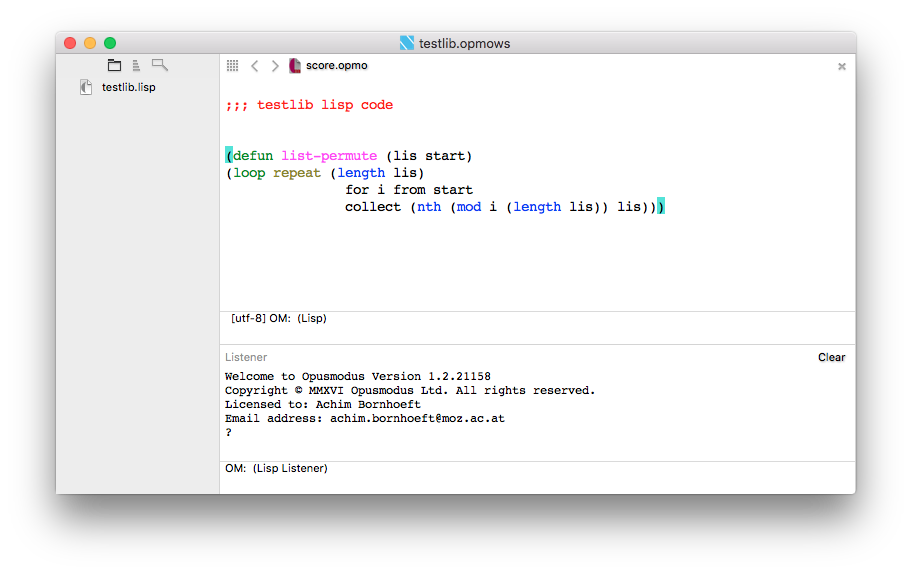 testlib.opmows
score.opmo
testlib.lisp
;;; testlib lisp code
(defun list-permute (lis start)
(loop repeat (length lis)
for i from start
collect (nth (mod i (length lis)) lis)))
[utf-8] OM: (Lisp)
Listener Clear
Welcome to Opusmodus Version 1.2.21158
Copyright © MMXVI Opusmodus Ltd. All rights reserved.
Licensed to: Achim Bornhoeft
Email address: achim.bornhoeft@moz.ac.at
?
OM: (Lisp Listener)